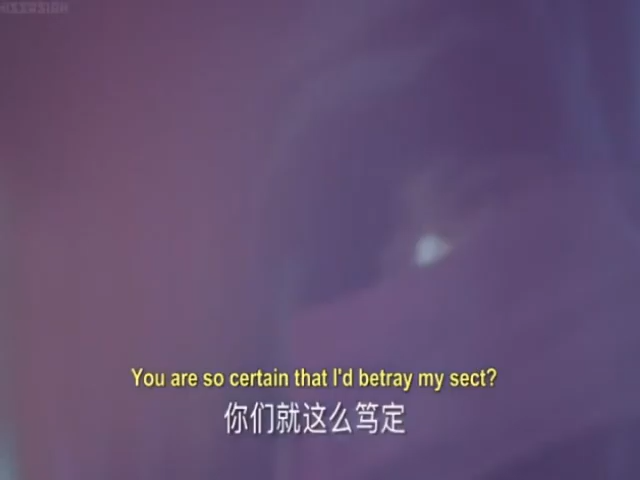 You are so certain that I'd betray my sect?
你们就这么笃定